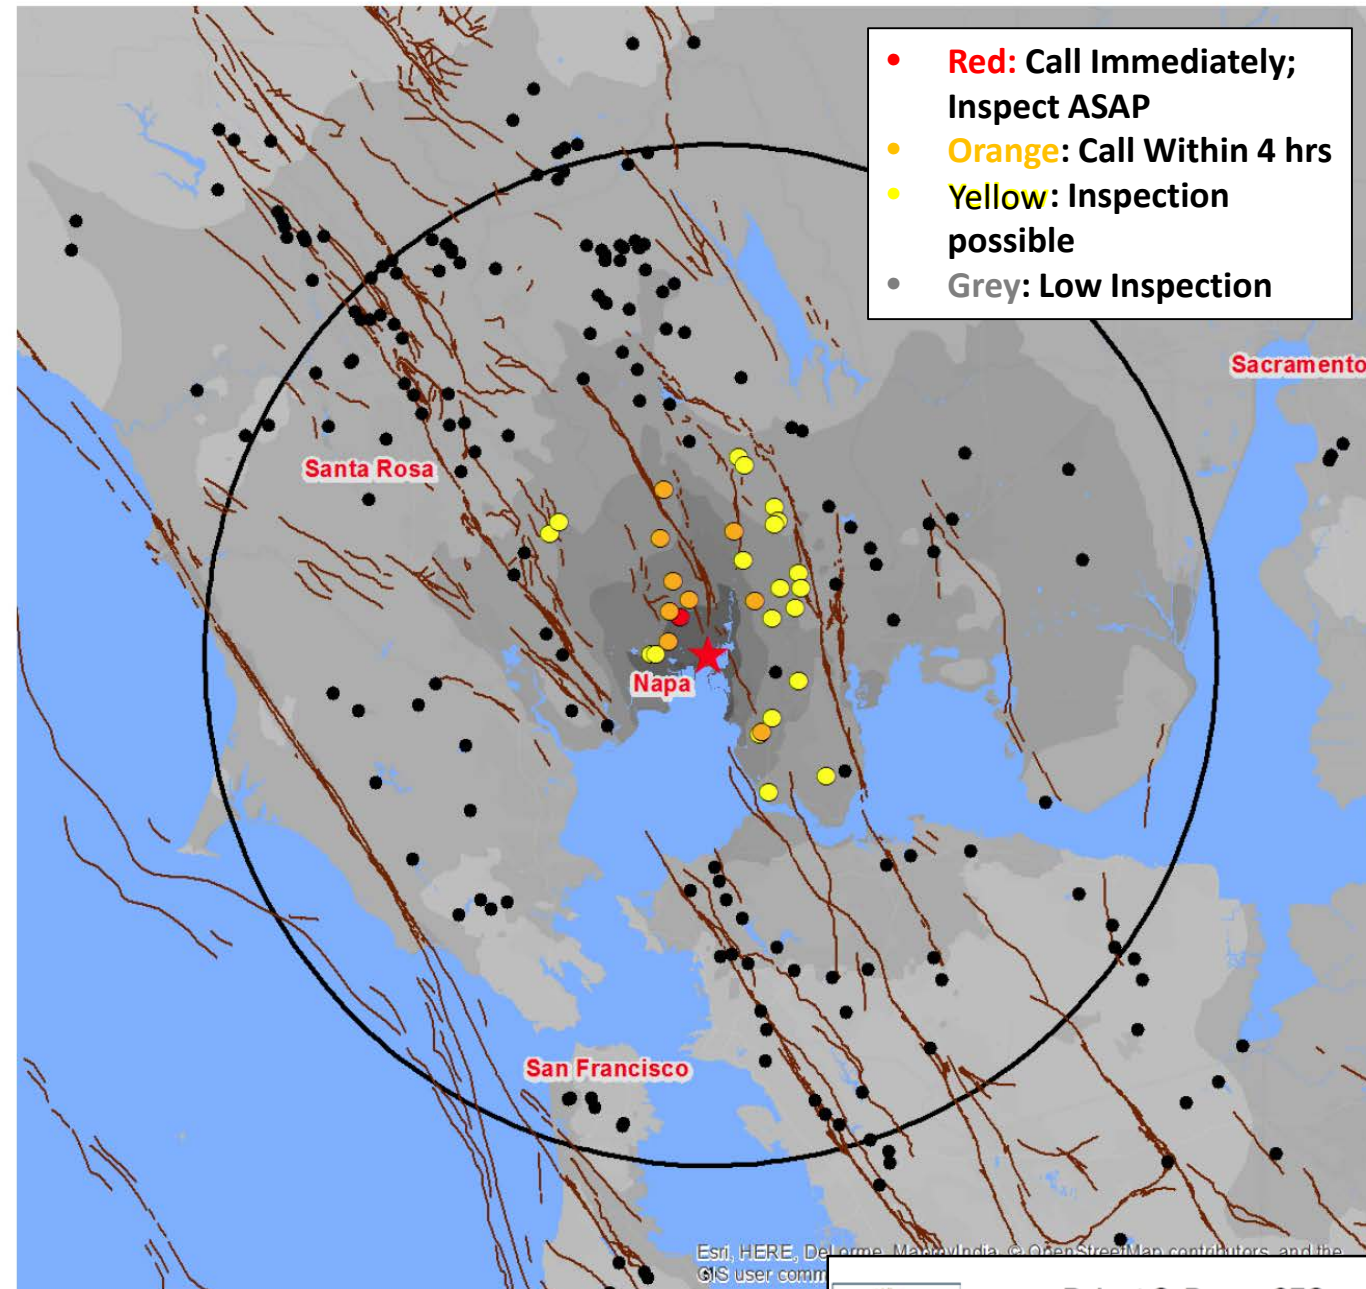 • Red: Call Immediately;
Inspect ASAP
• Orange: Call Within 4 hrs
• Yellow: Inspection
possible
• Grey: Low Inspection
Sacramento
Santa Rosa
Napa
San Francisco
Esri, HERE, DeLorme, MapmyIndia, © OpenStreetMap contributors, and the
GIS user comm